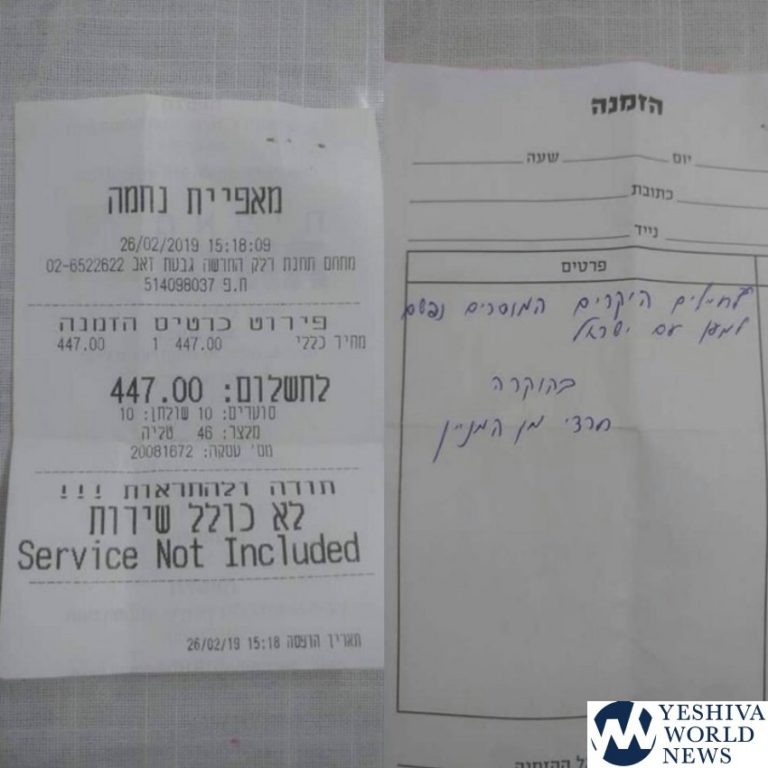 מאפיית נחמה
26/02/2019 15:18:09
מתחם תחנת דלק החרשה גבעת זאב 02-6522622
ח.פ 514098037
פירוט כרטיס הזמנה
מחיר כללי 447.00 1 447.00
לתשלום: 447.00
סועדים: 10 שולחן: 10
מלצר: 46 טליה
מס' עסקה: 20081672
תודה ולהתראות !!!
לא כולל שירות
Service Not Included
תאריך הדפסה 26/02/19 15:18
הזמנה
יום שעה
כתובת
נייד
פרטים
לחיילים היקרים המוסרים נפשם
למען עם ישראל
בהוקרה
חרדי מן המניין
ההזמנה
YESHIVA
WORLD
NEWS